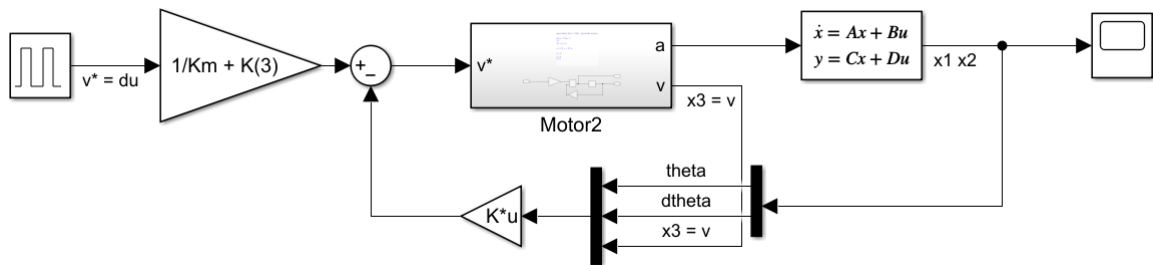 v* = du
1/Km + K(3)
+
−
v*
a
v
Motor2
x3 = v
ẋ = Ax + Bu
y = Cx + Du
x1 x2
theta
dtheta
x3 = v
K*u